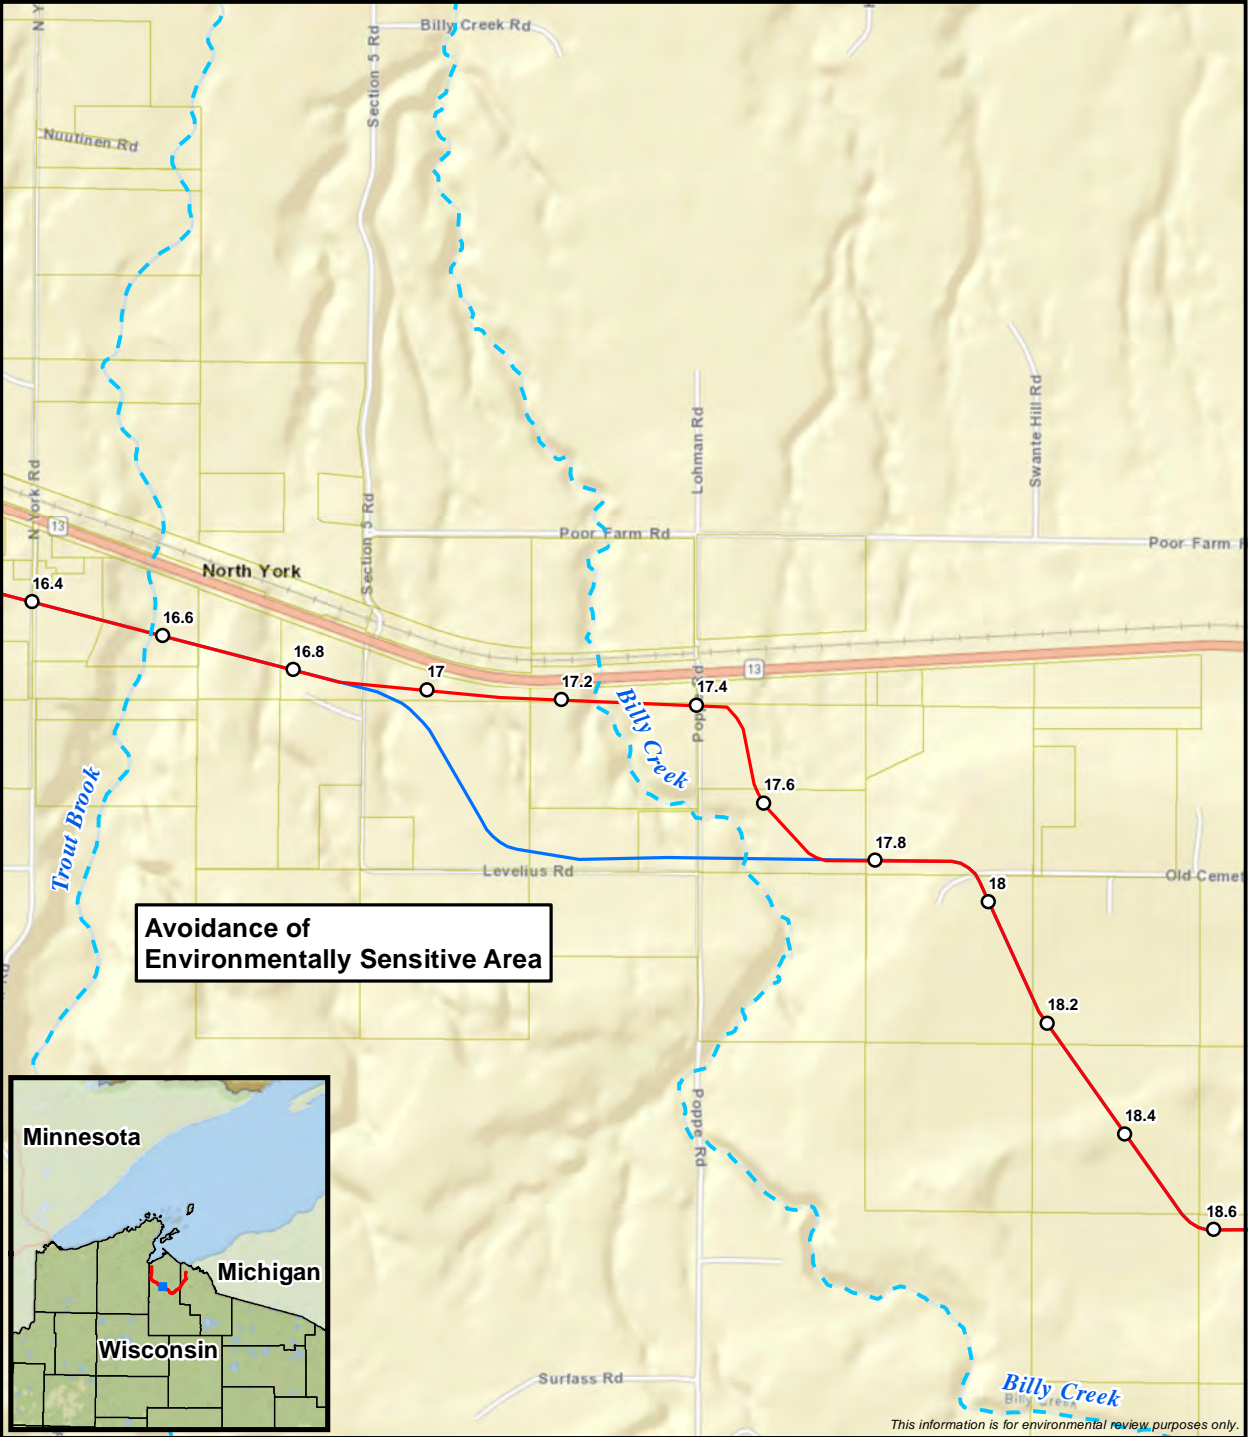 N Y
Billy Creek Rd
Section 5 Rd
Nuutinen Rd
N York Rd
13
Section 5 Rd
Lohman Rd
Swante Hill Rd
Poor Farm Rd
Poor Farm R
North York
16.4
16.6
16.8
17
17.2
17.4
13
Billy Creek
17.6
17.8
Trout Brook
Levelius Rd
Old Cemet
18
Avoidance of
Environmentally Sensitive Area
18.2
18.4
18.6
Poppe Rd
Minnesota
Michigan
Wisconsin
Surfass Rd
Billy Creek
Billy Creek
This information is for environmental review purposes only.